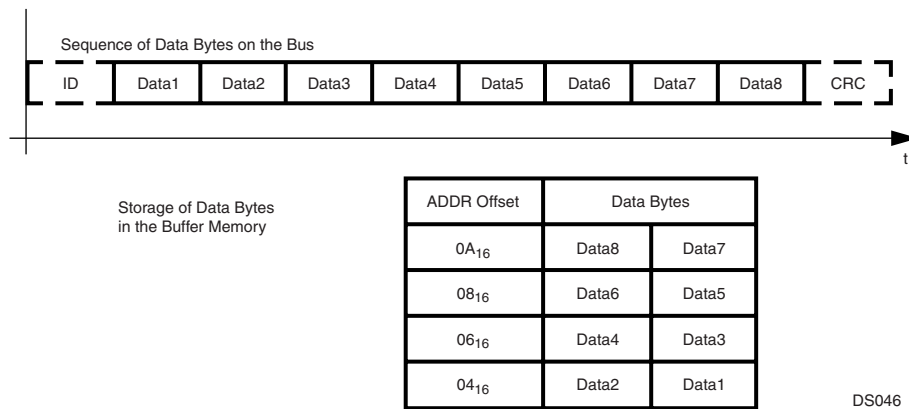 Sequence of Data Bytes on the Bus
ID Data1 Data2 Data3 Data4 Data5 Data6 Data7 Data8 CRC
t
Storage of Data Bytes
in the Buffer Memory
ADDR Offset Data Bytes
0A16 Data8 Data7
0816 Data6 Data5
0616 Data4 Data3
0416 Data2 Data1
DS046